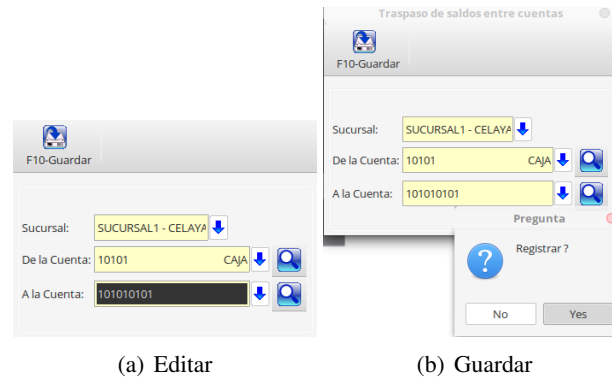 F10-Guardar
Sucursal: SUCURSAL1 - CELAYA
De la Cuenta: 10101 CAJA
A la Cuenta: 101010101
(a) Editar
Traspaso de saldos entre cuentas
F10-Guardar
Sucursal: SUCURSAL1 - CELAYA
De la Cuenta: 10101 CAJA
A la Cuenta: 101010101
Pregunta
Registrar ?
No Yes
(b) Guardar